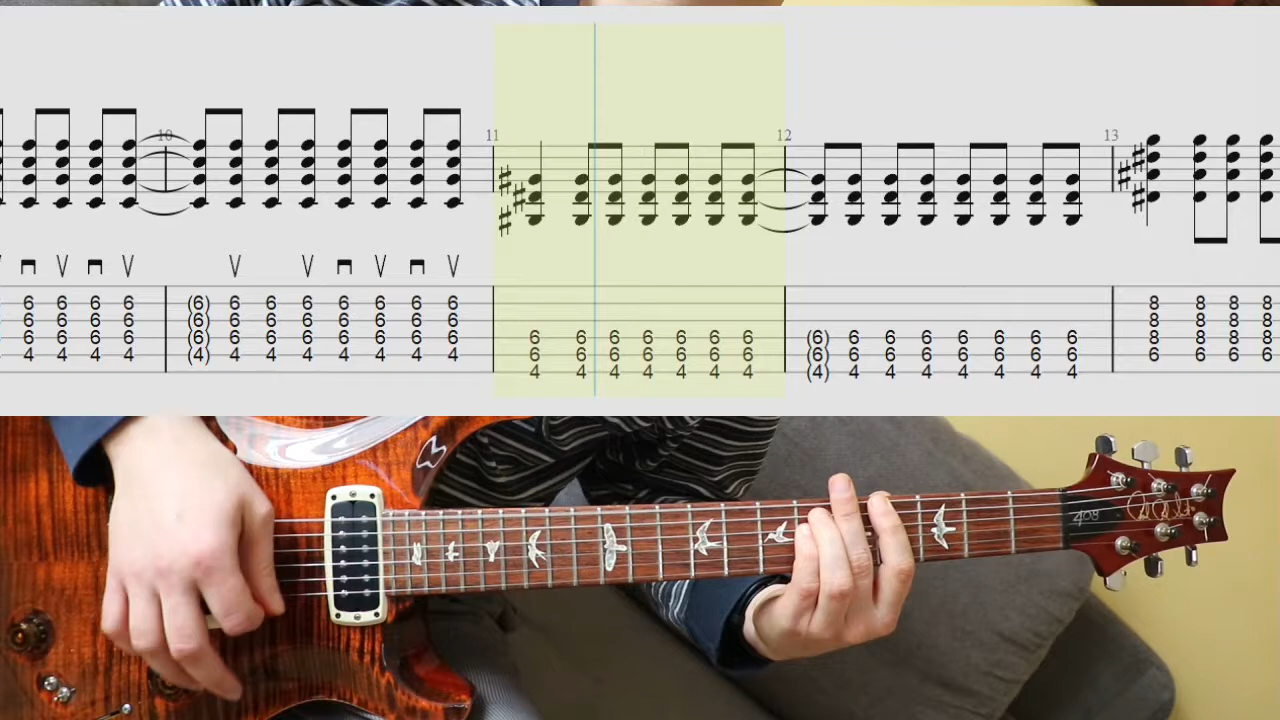 10 11 12 13
6 6 6 6 (6) 6 6 6 6 6 6 6 8 8 8 8
6 6 6 6 (6) 6 6 6 6 6 6 6 8 8 8 8
6 6 6 6 (6) 6 6 6 6 6 6 6 6 6 6 6 6 6 6 (6) 6 6 6 6 6 6 6 8 8 8 8
4 4 4 4 (4) 4 4 4 4 4 4 4 6 6 6 6 6 6 6 (6) 6 6 6 6 6 6 6 6 6 6 6
4 4 4 4 4 4 4 (4) 4 4 4 4 4 4 4
408